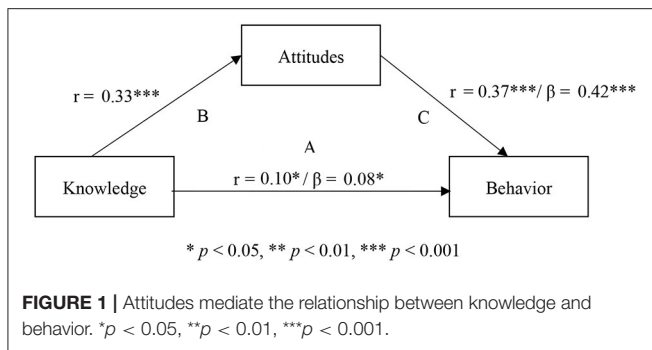 Attitudes
r = 0.33***
r = 0.37***/ β = 0.42***
B
C
A
Knowledge
r = 0.10* / β = 0.08*
Behavior
* p < 0.05, ** p < 0.01, *** p < 0.001
FIGURE 1 | Attitudes mediate the relationship between knowledge and
behavior. *p < 0.05, **p < 0.01, ***p < 0.001.